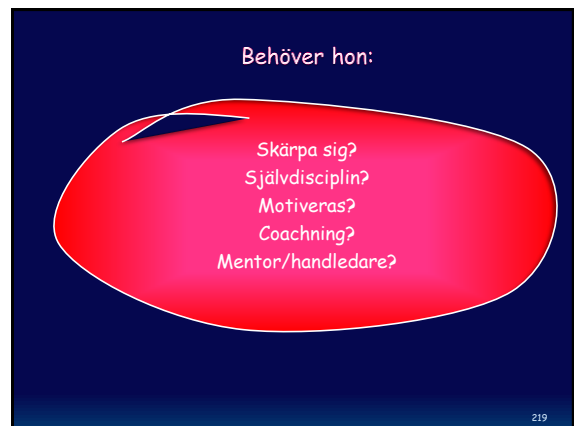 Behöver hon:
Skärpa sig?
Självdisciplin?
Motiveras?
Coachning?
Mentor/handledare?
219